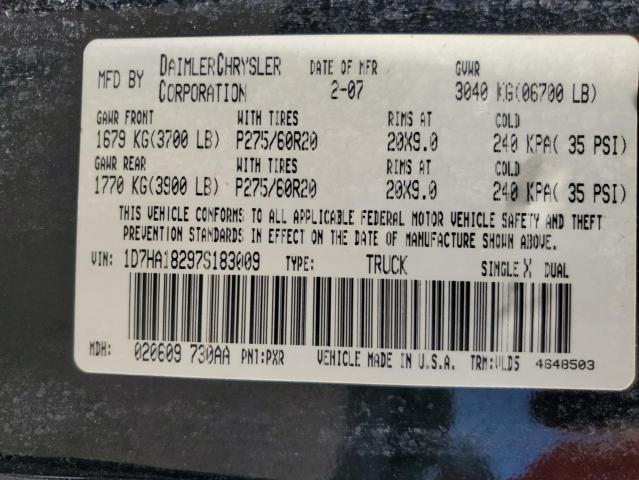 MFD BY DAIMLERCHRYSLER CORPORATION DATE OF MFR 2-07 GVWR 3040 KG(06700 LB)
GAWR FRONT WITH TIRES RIMS AT COLD
1679 KG(3700 LB) P275/60R20 20X9.0 240 KPA( 35 PSI)
GAWR REAR WITH TIRES RIMS AT COLD
1770 KG(3900 LB) P275/60R20 20X9.0 240 KPA( 35 PSI)
THIS VEHICLE CONFORMS TO ALL APPLICABLE FEDERAL MOTOR VEHICLE SAFETY AND THEFT
PREVENTION STANDARDS IN EFFECT ON THE DATE OF MANUFACTURE SHOWN ABOVE.
VIN: 1D7HA18297S183009 TYPE: TRUCK SINGLE X DUAL
MDH: 020609 730AA PNT:PXR VEHICLE MADE IN U.S.A. TRM:VLD5 4648503